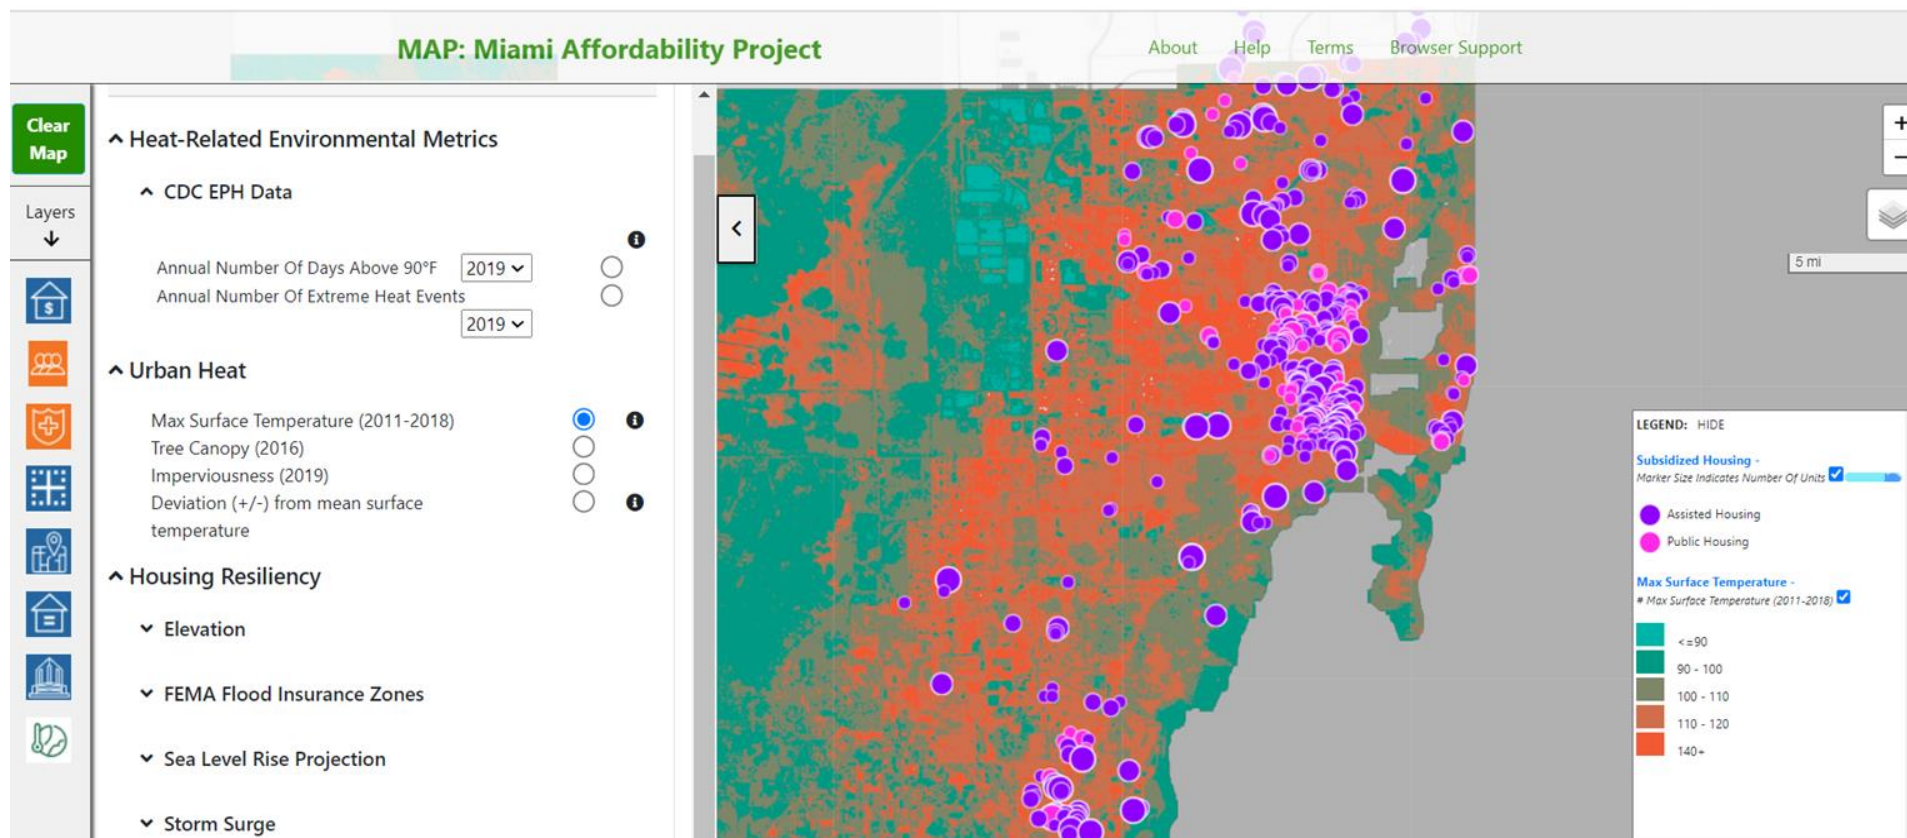 MAP: Miami Affordability Project
About Help Terms Browser Support
Clear
Map
Layers
Heat-Related Environmental Metrics
CDC EPH Data
Annual Number Of Days Above 90°F 2019
Annual Number Of Extreme Heat Events
2019
Urban Heat
Max Surface Temperature (2011-2018)
Tree Canopy (2016)
Imperviousness (2019)
Deviation (+/-) from mean surface
temperature
Housing Resiliency
Elevation
FEMA Flood Insurance Zones
Sea Level Rise Projection
Storm Surge
+
−
5 mi
LEGEND: HIDE
Subsidized Housing -
Marker Size Indicates Number Of Units
Assisted Housing
Public Housing
Max Surface Temperature -
# Max Surface Temperature (2011-2018)
<=90
90 - 100
100 - 110
110 - 120
140+